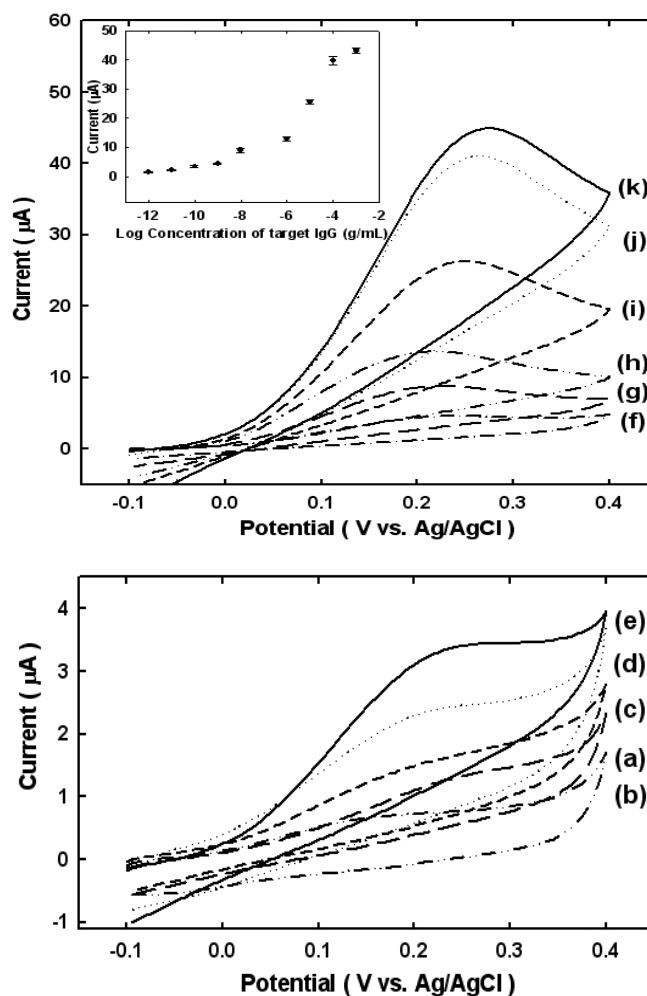 60
50
40
30
20
10
0
Current ( μA )
50
40
30
20
10
0
Current (μA)
-12 -10 -8 -6 -4 -2
Log Concentration of target IgG (g/mL)
(k)
(j)
(i)
(h)
(g)
(f)
-0.1 0.0 0.1 0.2 0.3 0.4
Potential ( V vs. Ag/AgCl )
4
3
2
1
0
-1
Current ( μA )
(e)
(d)
(c)
(a)
(b)
-0.1 0.0 0.1 0.2 0.3 0.4
Potential ( V vs. Ag/AgCl )